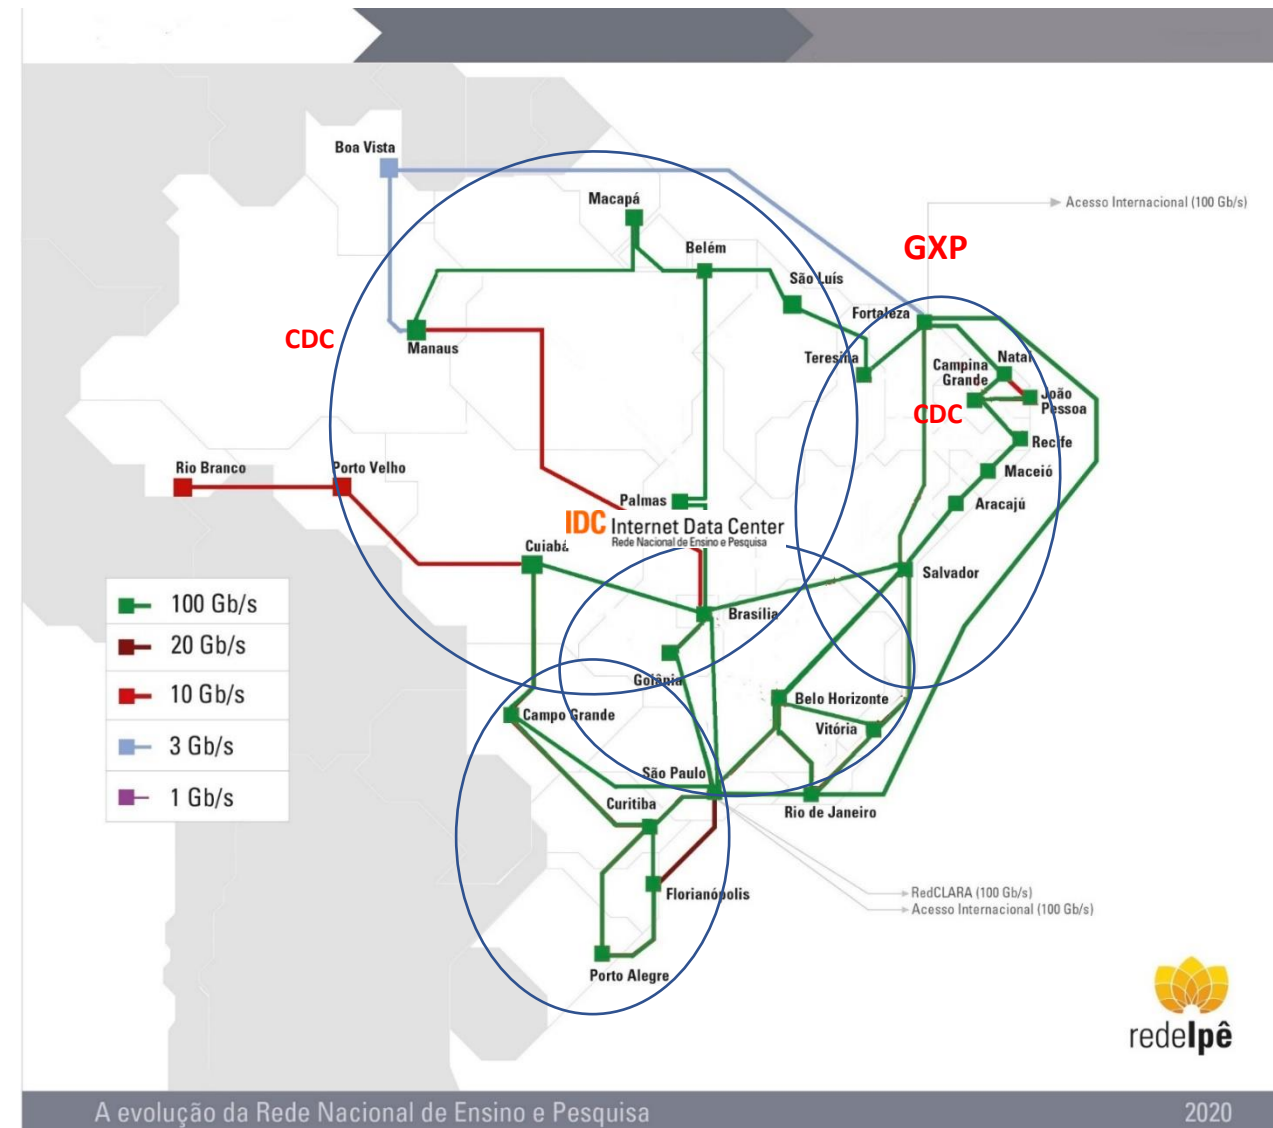 Boa Vista
Macapá
Acesso Internacional (100 Gb/s)
GXP
Belém
São Luís
Fortaleza
CDC
Manaus
Teresina
Campina
Grande
Natal
João
Pessoa
CDC
Recife
Rio Branco
Porto Velho
Maceió
Palmas
Aracajú
IDC Internet Data Center
Rede Nacional de Ensino e Pesquisa
Cuiabá
Salvador
100 Gb/s
Brasília
20 Gb/s
Goiânia
10 Gb/s
Belo Horizonte
Campo Grande
Vitória
3 Gb/s
São Paulo
1 Gb/s
Curitiba
Rio de Janeiro
Florianópolis
RedCLARA (100 Gb/s)
Acesso Internacional (100 Gb/s)
Porto Alegre
redeIpê
A evolução da Rede Nacional de Ensino e Pesquisa
2020